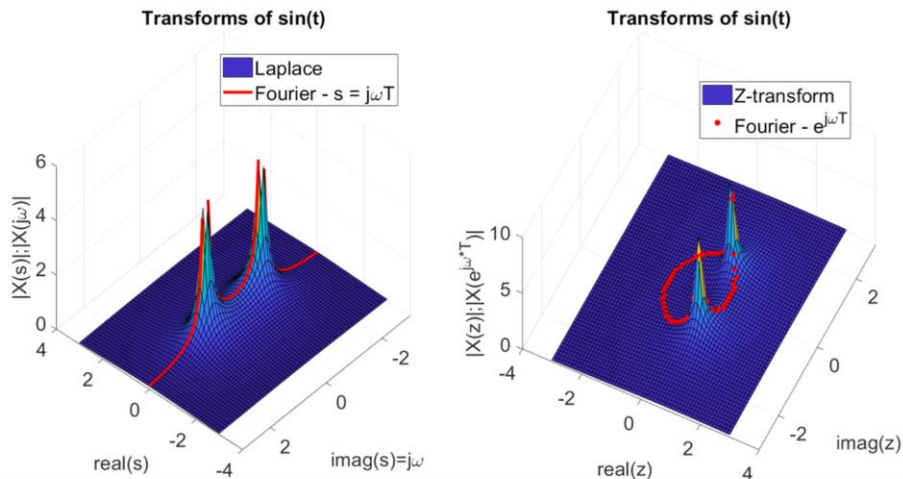 Transforms of sin(t)
Laplace
Fourier - s = jωT
|X(s)|;|X(jω)|
6
4
2
0
4
2
0
-2
-4
real(s)
-2
0
2
imag(s)=jω
Transforms of sin(t)
Z-transform
Fourier - e^jωT
|X(z)|;|X(e^jω*T)|
10
5
0
-4
-2
0
2
4
real(z)
2
0
-2
imag(z)